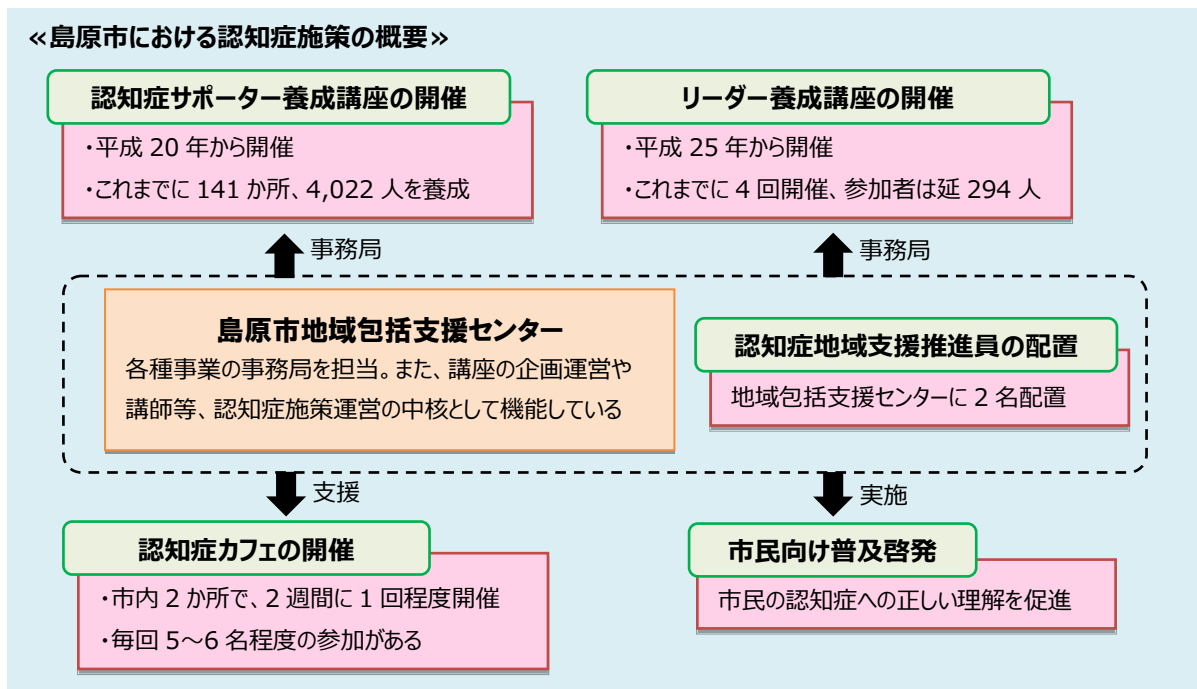 ≪島原市における認知症施策の概要≫
認知症サポーター養成講座の開催
・平成 20 年から開催
・これまでに 141 か所、4,022 人を養成
リーダー養成講座の開催
・平成 25 年から開催
・これまでに 4 回開催、参加者は延 294 人
事務局
事務局
島原市地域包括支援センター
各種事業の事務局を担当。また、講座の企画運営や
講師等、認知症施策運営の中核として機能している
認知症地域支援推進員の配置
地域包括支援センターに 2 名配置
支援
実施
認知症カフェの開催
・市内 2 か所で、2 週間に 1 回程度開催
・毎回 5～6 名程度の参加がある
市民向け普及啓発
市民の認知症への正しい理解を促進